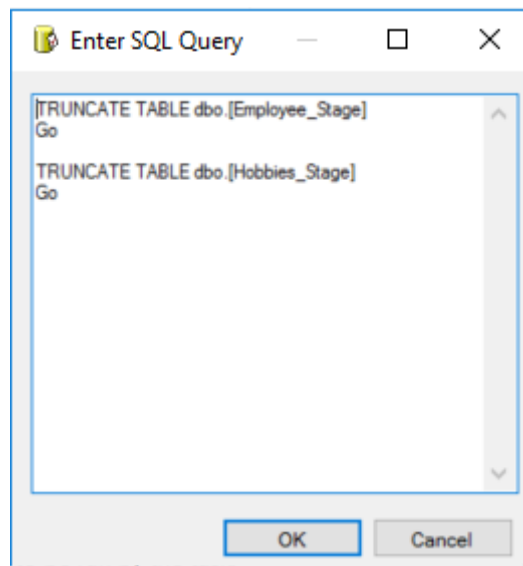 Enter SQL Query
TRUNCATE TABLE dbo.[Employee_Stage]
Go
TRUNCATE TABLE dbo.[Hobbies_Stage]
Go
OK
Cancel